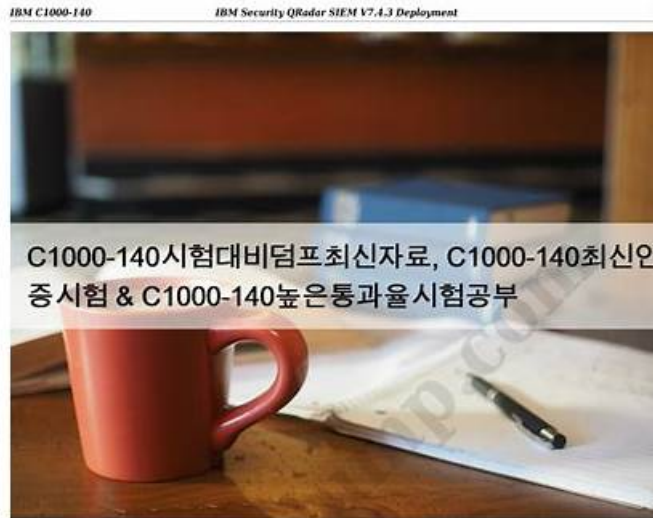 IBM C1000-140
IBM Security QRadar SIEM V7.4.3 Deployment
C1000-140시험대비덤프최신자료, C1000-140최신인
증시험 & C1000-140높은통과율시험공부
mp.com